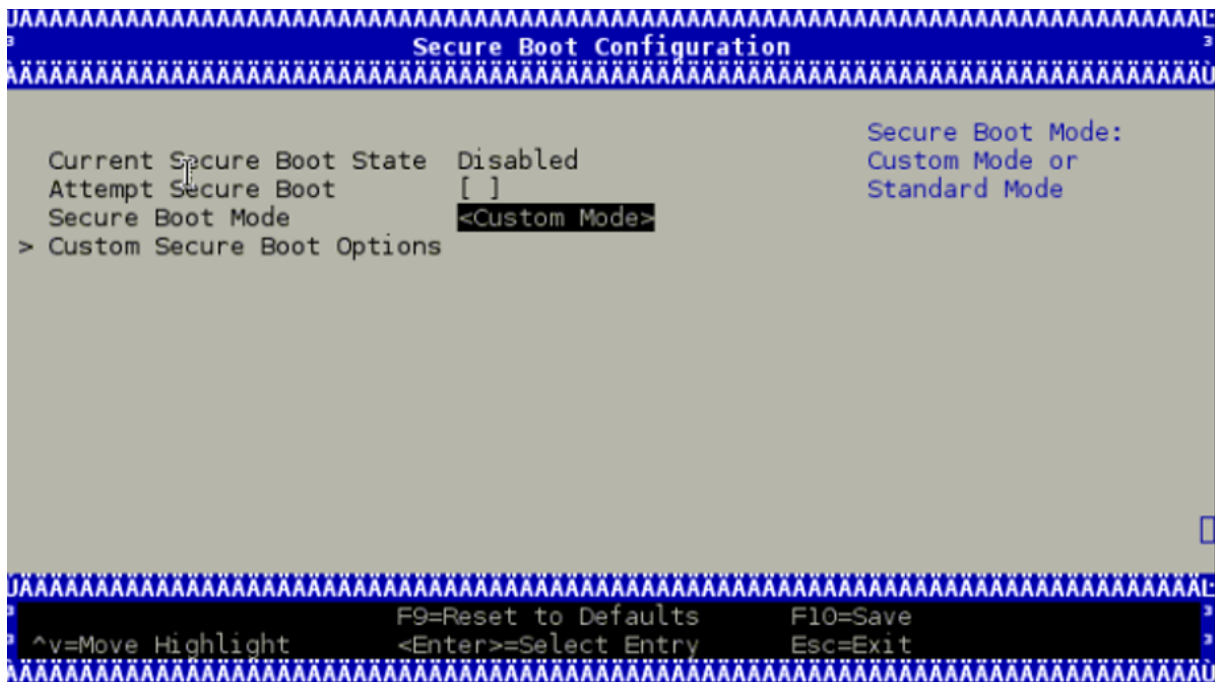 Secure Boot Configuration
Secure Boot Mode:
Custom Mode or
Standard Mode
Current Secure Boot State Disabled
Attempt Secure Boot [ ]
Secure Boot Mode <Custom Mode>
> Custom Secure Boot Options
F9=Reset to Defaults F10=Save
^v=Move Highlight <Enter>=Select Entry Esc=Exit